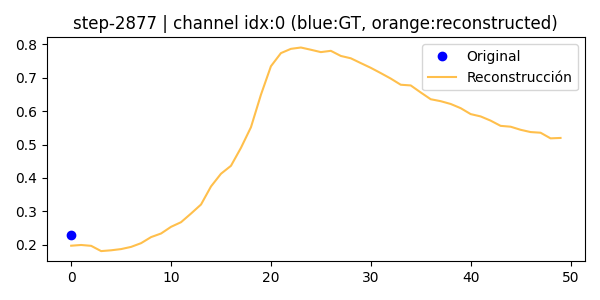 step-2877 | channel idx:0 (blue:GT, orange:reconstructed)
Original
Reconstrucción
0.8
0.7
0.6
0.5
0.4
0.3
0.2
0 10 20 30 40 50